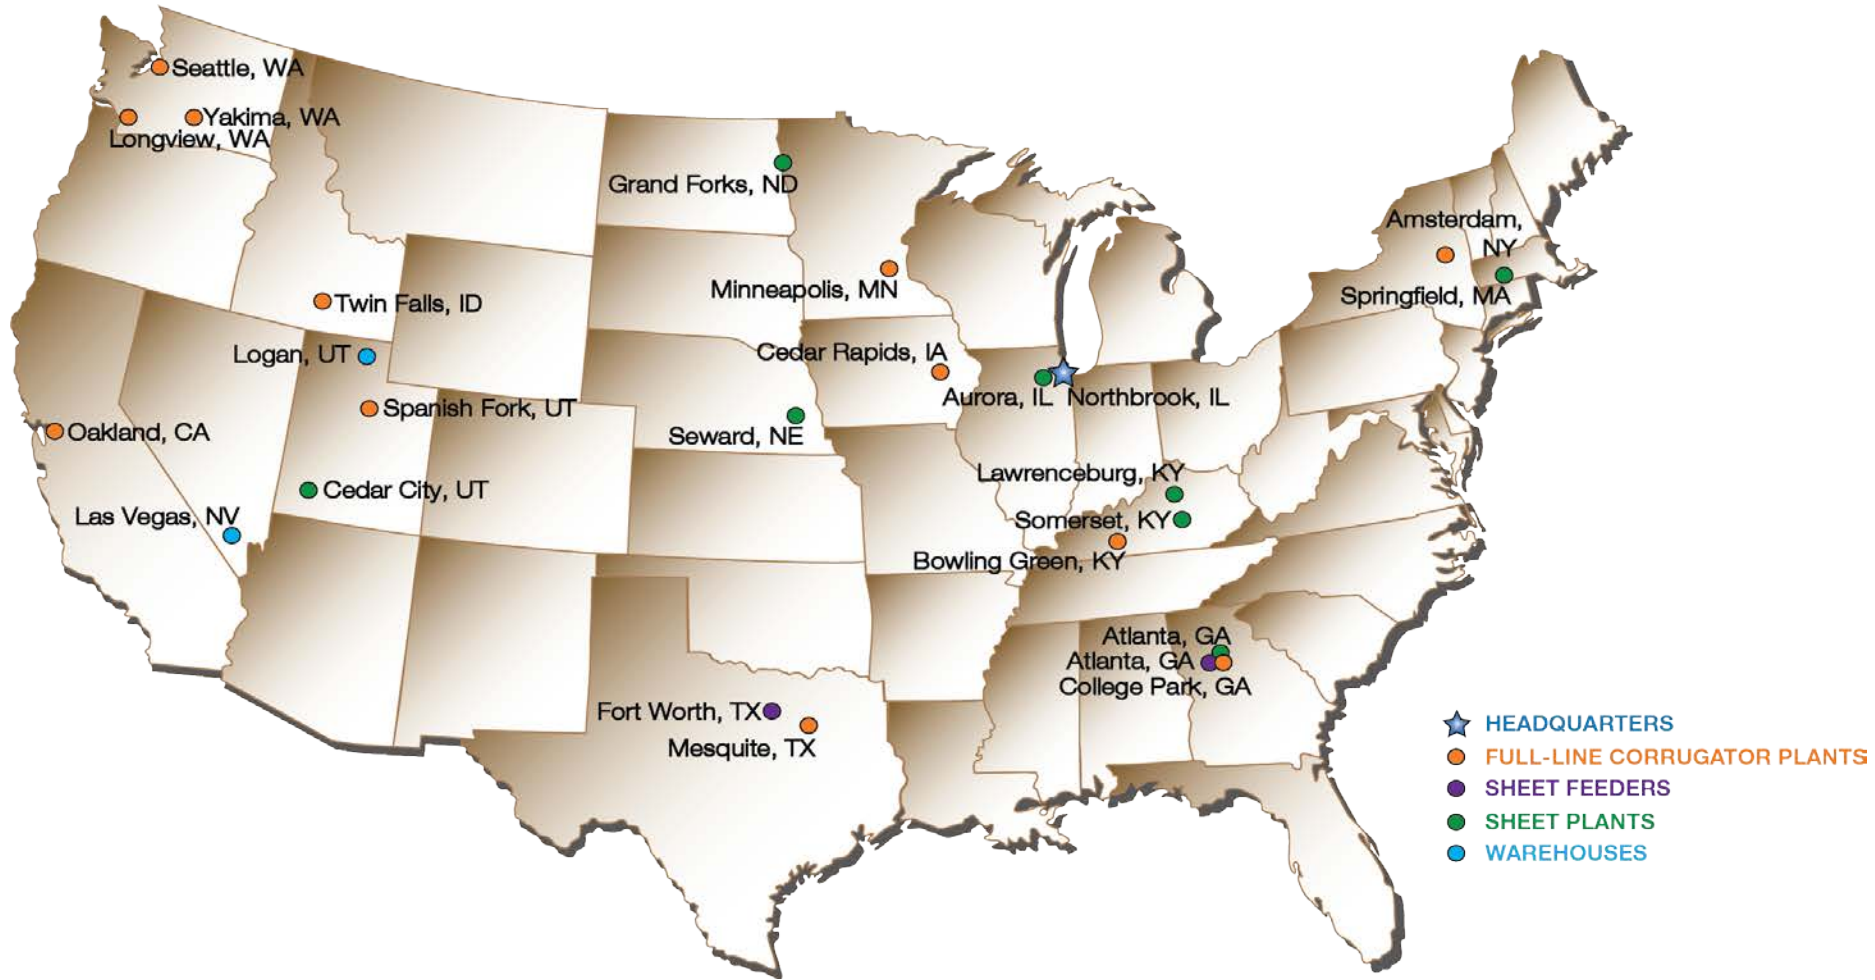 Seattle, WA
Yakima, WA
Longview, WA
Grand Forks, ND
Amsterdam,
NY
Minneapolis, MN
Springfield, MA
Twin Falls, ID
Logan, UT
Cedar Rapids, IA
Aurora, IL
Northbrook, IL
Spanish Fork, UT
Oakland, CA
Seward, NE
Lawrenceburg, KY
Cedar City, UT
Las Vegas, NV
Somerset, KY
Bowling Green, KY
Atlanta, GA
Atlanta, GA
College Park, GA
Fort Worth, TX
Mesquite, TX
HEADQUARTERS
FULL-LINE CORRUGATOR PLANTS
SHEET FEEDERS
SHEET PLANTS
WAREHOUSES